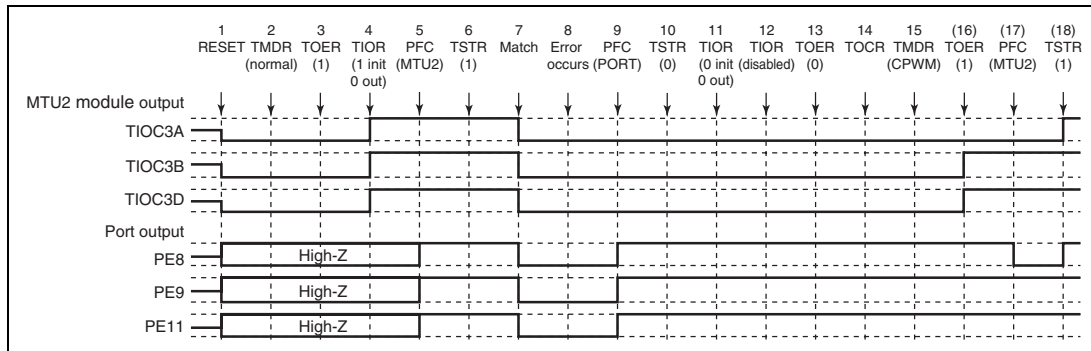 1 2 3 4 5 6 7 8 9 10 11 12 13 14 15 (16) (17) (18)
RESET TMDR TOER TIOR PFC TSTR Match Error PFC TSTR TIOR TIOR TOER TOCR TMDR TOER PFC TSTR
(normal) (1) (1 init (MTU2) (1) occurs (PORT) (0) (0 init (disabled) (0) (CPWM) (1) (MTU2) (1)
0 out) 0 out)
MTU2 module output
TIOC3A
TIOC3B
TIOC3D
Port output
PE8 High-Z
PE9 High-Z
PE11 High-Z